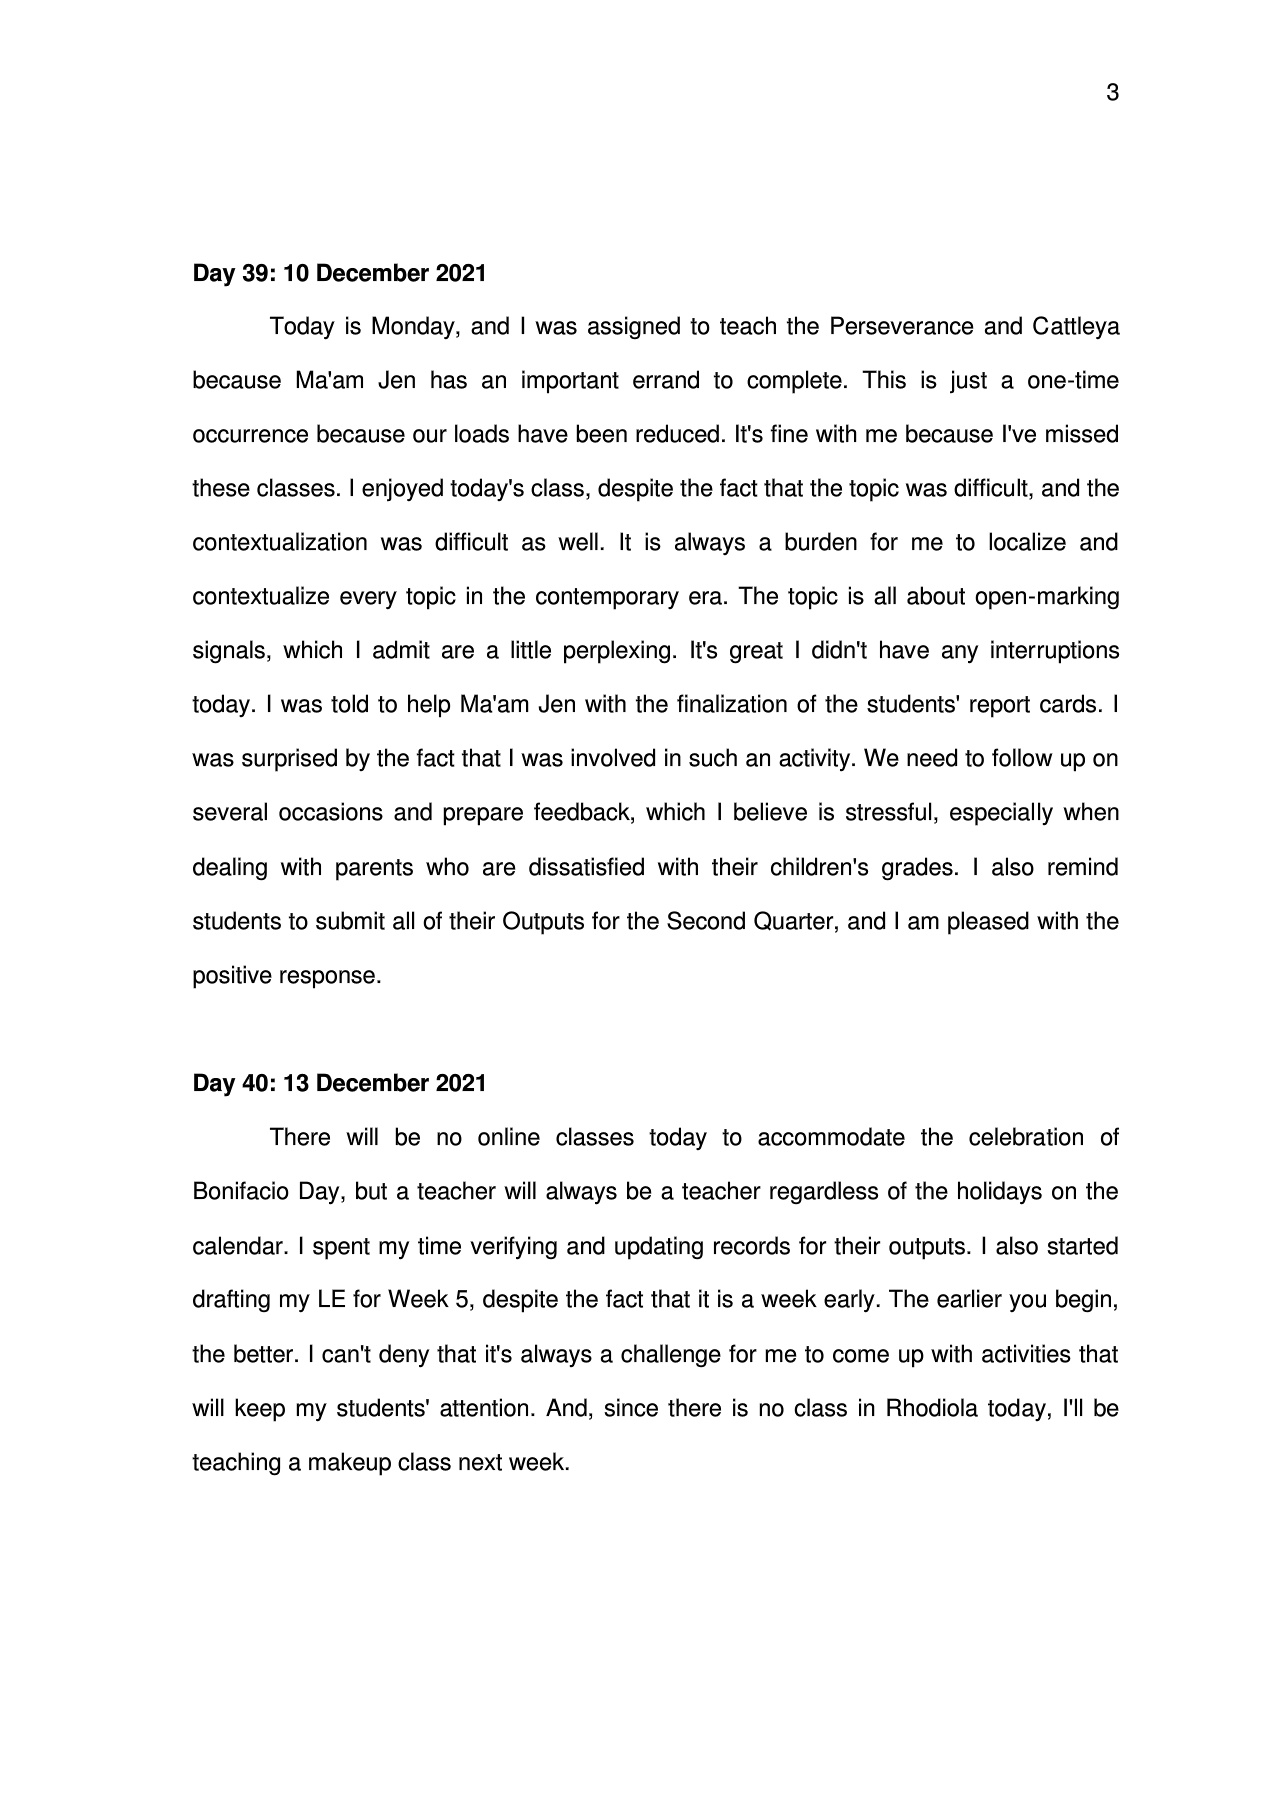 3
Day 39: 10 December 2021
Today is Monday, and I was assigned to teach the Perseverance and Cattleya
because Ma'am Jen has an important errand to complete. This is just a one-time
occurrence because our loads have been reduced. It's fine with me because I've missed
these classes. I enjoyed today's class, despite the fact that the topic was difficult, and the
contextualization was difficult as well. It is always a burden for me to localize and
contextualize every topic in the contemporary era. The topic is all about open-marking
signals, which I admit are a little perplexing. It's great I didn't have any interruptions
today. I was told to help Ma'am Jen with the finalization of the students' report cards. I
was surprised by the fact that I was involved in such an activity. We need to follow up on
several occasions and prepare feedback, which I believe is stressful, especially when
dealing with parents who are dissatisfied with their children's grades. I also remind
students to submit all of their Outputs for the Second Quarter, and I am pleased with the
positive response.
Day 40: 13 December 2021
There will be no online classes today to accommodate the celebration of
Bonifacio Day, but a teacher will always be a teacher regardless of the holidays on the
calendar. I spent my time verifying and updating records for their outputs. I also started
drafting my LE for Week 5, despite the fact that it is a week early. The earlier you begin,
the better. I can't deny that it's always a challenge for me to come up with activities that
will keep my students' attention. And, since there is no class in Rhodiola today, I'll be
teaching a makeup class next week.